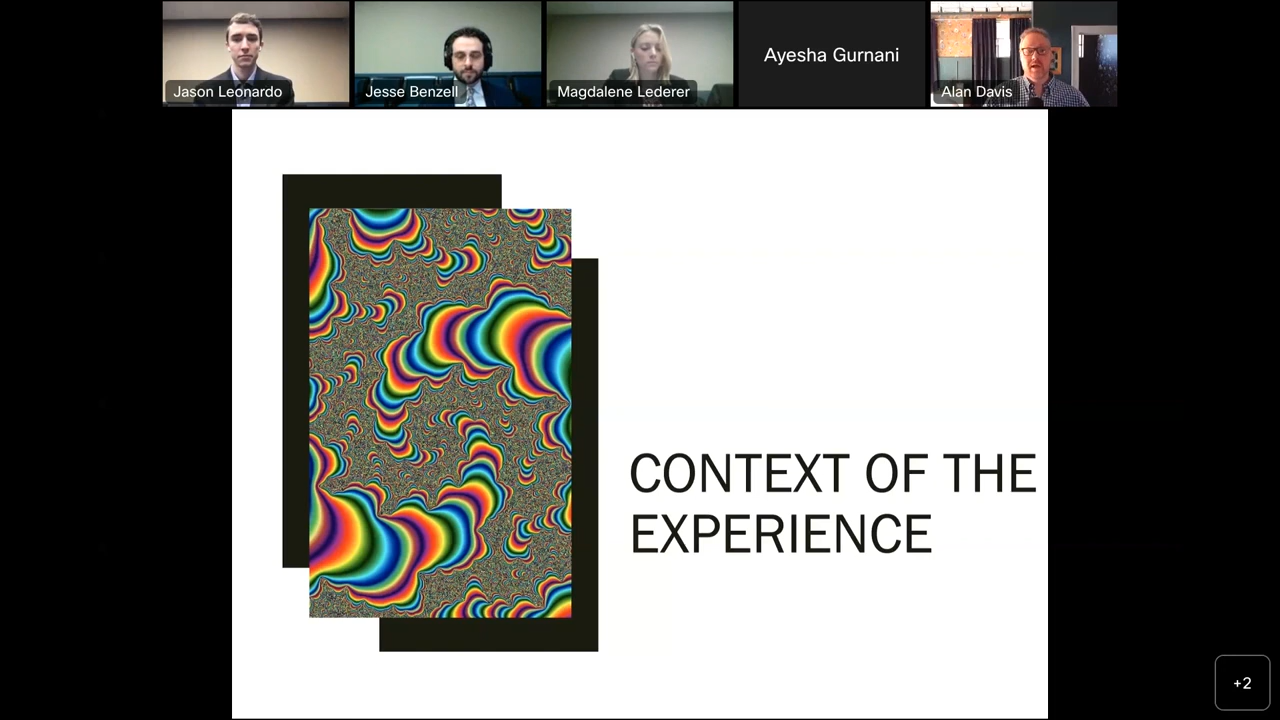 Jason Leonardo
Jesse Benzell
Magdalene Lederer
Ayesha Gurnani
Alan Davis
CONTEXT OF THE
EXPERIENCE
+2